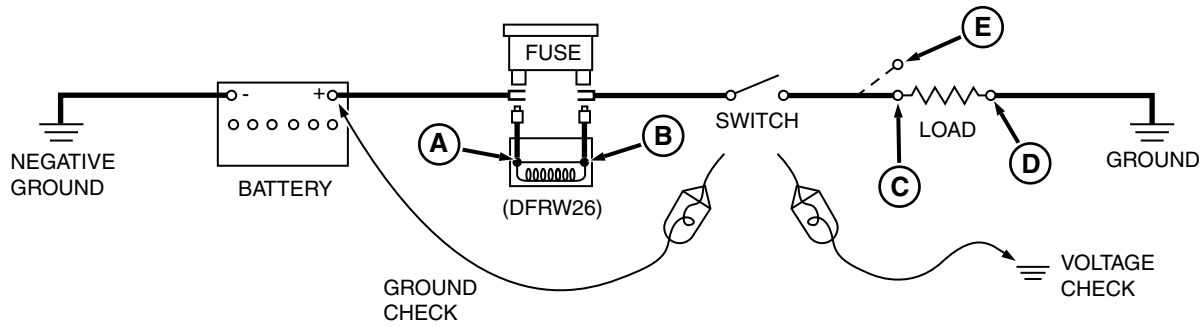 E
FUSE
- +
A
B
SWITCH
LOAD
C
D
NEGATIVE
GROUND
BATTERY
(DFRW26)
GROUND
GROUND
CHECK
VOLTAGE
CHECK